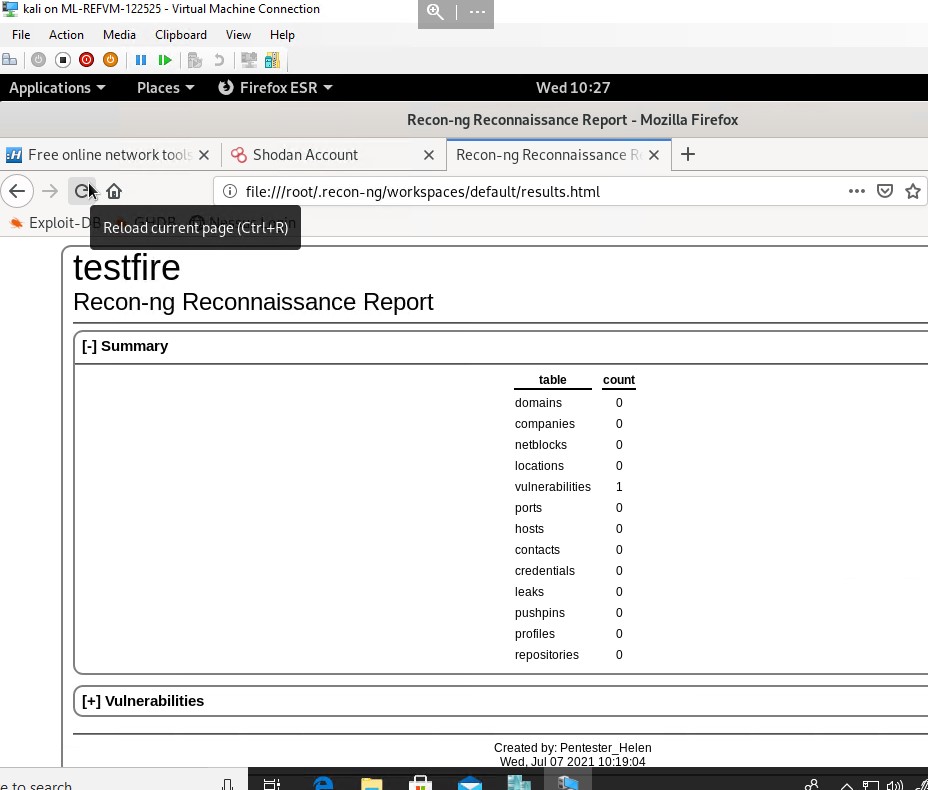 kali on ML-REFVM-122525 - Virtual Machine Connection
File Action Media Clipboard View Help
Applications Places Firefox ESR Wed 10:27
Recon-ng Reconnaissance Report - Mozilla Firefox
Free online network tools Shodan Account Recon-ng Reconnaissance R
file:///root/.recon-ng/workspaces/default/results.html
Exploit-DB GHDB Nessus Login
Reload current page (Ctrl+R)
testfire
Recon-ng Reconnaissance Report
[-] Summary
table count
domains 0
companies 0
netblocks 0
locations 0
vulnerabilities 1
ports 0
hosts 0
contacts 0
credentials 0
leaks 0
pushpins 0
profiles 0
repositories 0
[+] Vulnerabilities
Created by: Pentester_Helen
Wed, Jul 07 2021 10:19:04
e to search